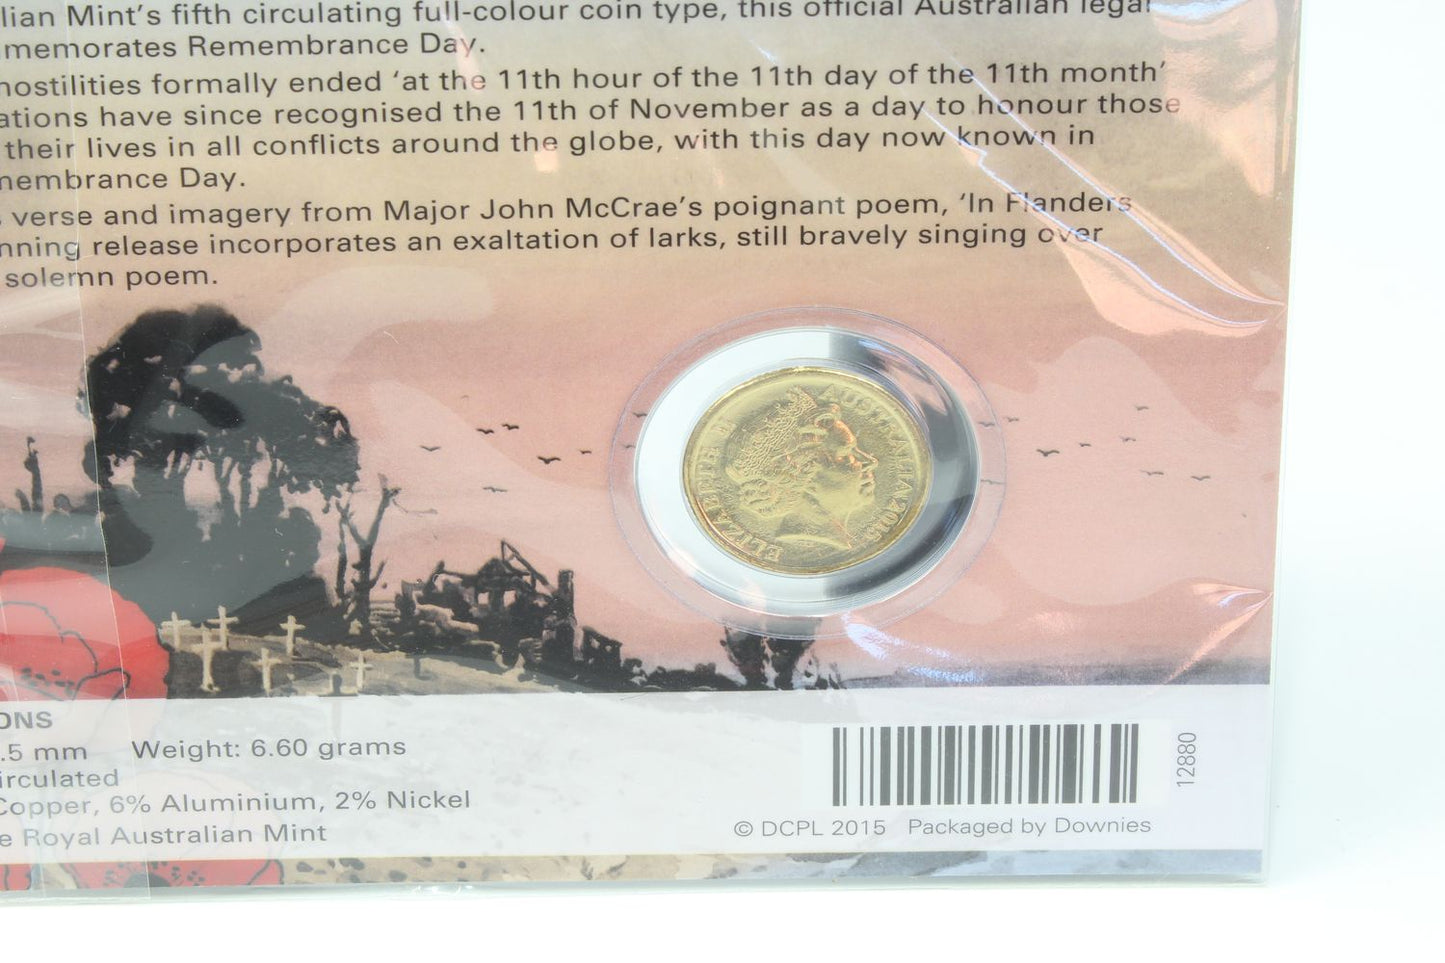 lian Mint's fifth circulating full-colour coin type, this official Australian legal
memorates Remembrance Day.
hostilities formally ended 'at the 11th hour of the 11th day of the 11th month'
ations have since recognised the 11th of November as a day to honour those
their lives in all conflicts around the globe, with this day now known in
membrance Day.
s verse and imagery from Major John McCrae's poignant poem, 'In Flanders
nning release incorporates an exaltation of larks, still bravely singing over
solemn poem.
ELIZABETH II AUSTRALIA 2015
ONS
.5 mm Weight: 6.60 grams
irculated
Copper, 6% Aluminium, 2% Nickel
e Royal Australian Mint
12880
© DCPL 2015 Packaged by Downies